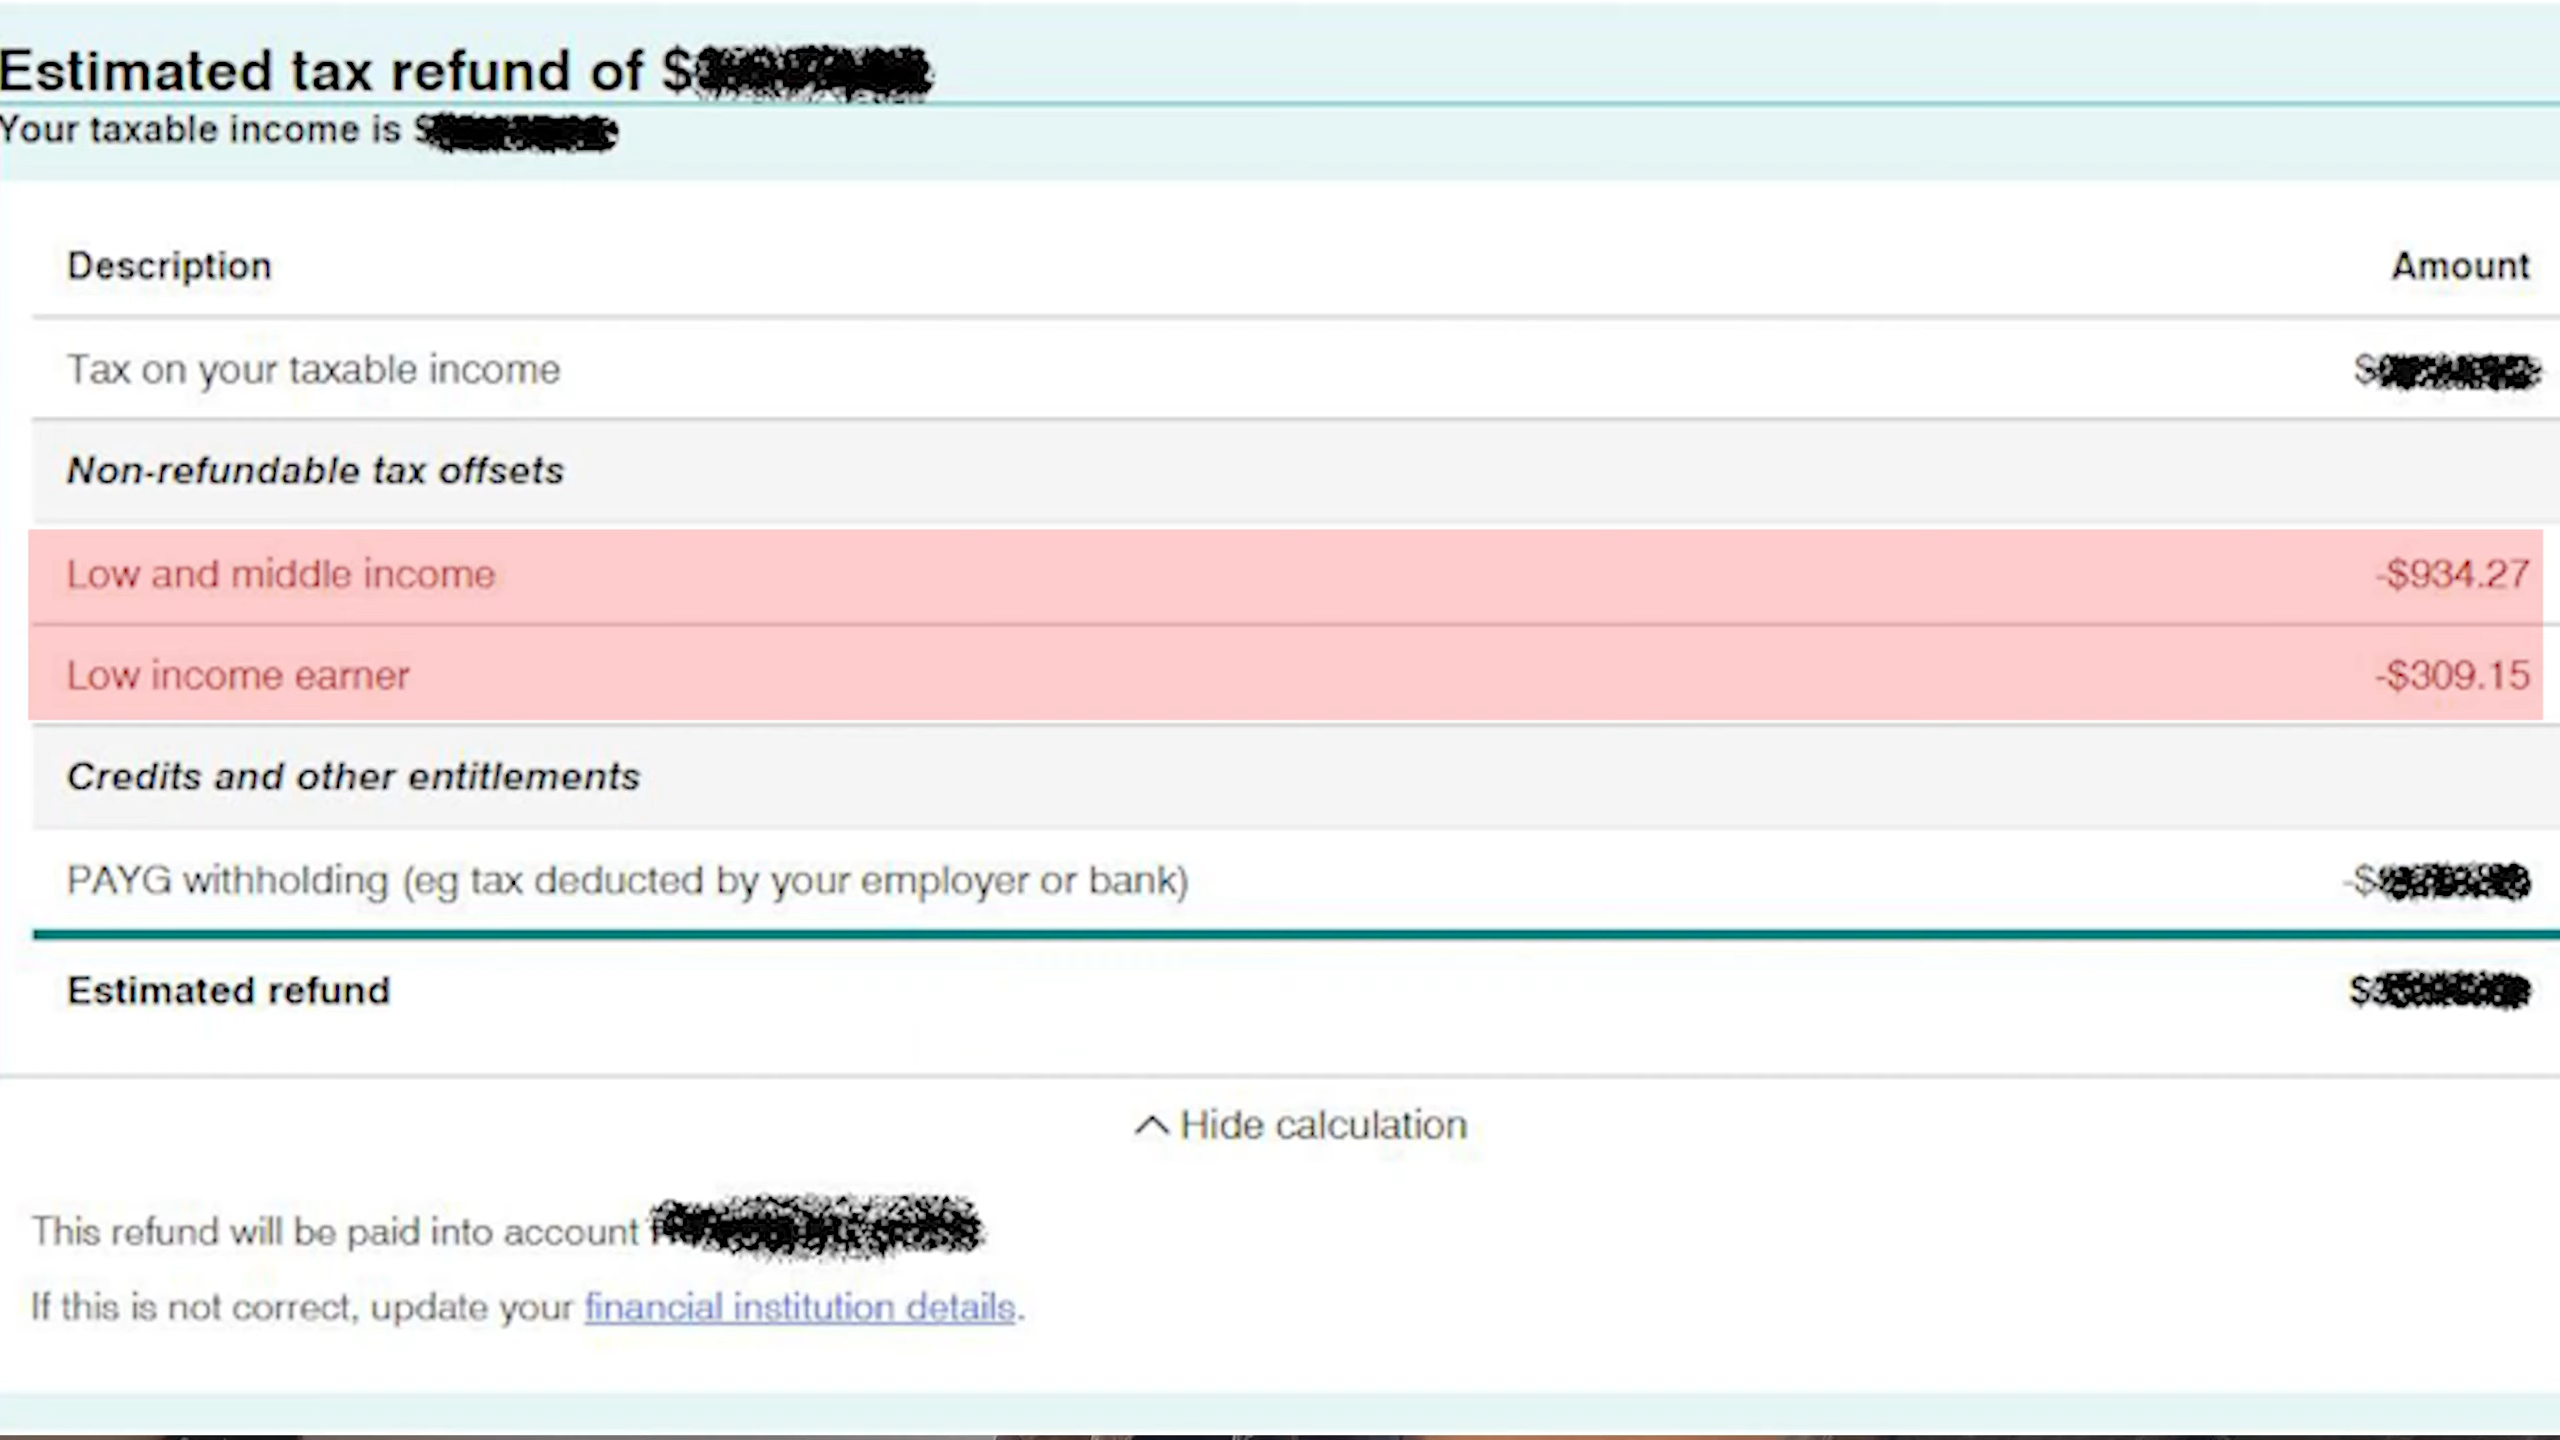 Estimated tax refund of $
Your taxable income is $
Description Amount
Tax on your taxable income $
Non-refundable tax offsets
Low and middle income -$934.27
Low income earner -$309.15
Credits and other entitlements
PAYG withholding (eg tax deducted by your employer or bank) -$
Estimated refund $
Hide calculation
This refund will be paid into account
If this is not correct, update your financial institution details.